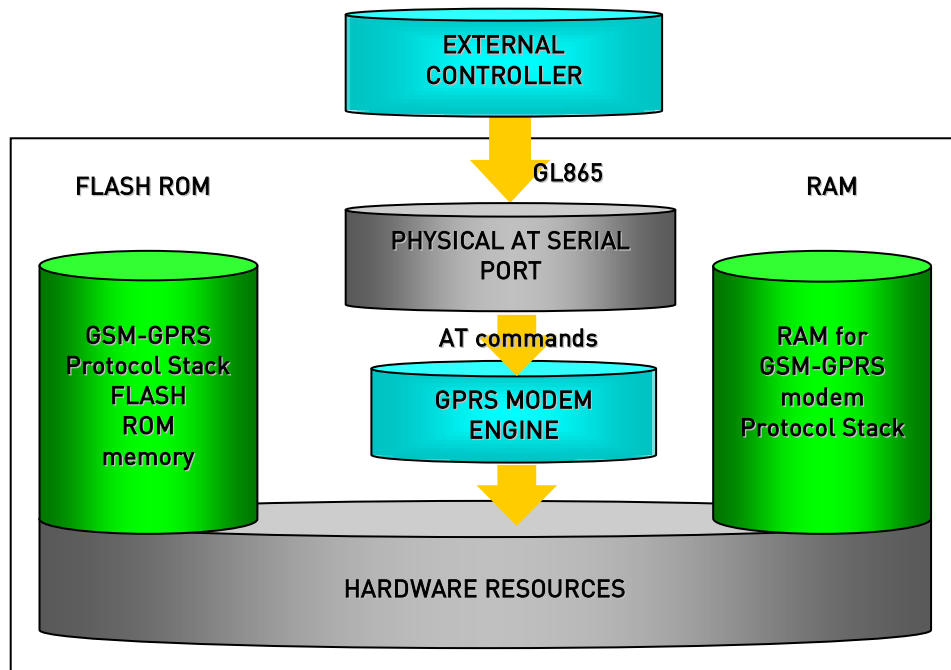 EXTERNAL
CONTROLLER
GL865
FLASH ROM
RAM
PHYSICAL AT SERIAL
PORT
AT commands
GSM-GPRS
Protocol Stack
FLASH
ROM
memory
RAM for
GSM-GPRS
modem
Protocol Stack
GPRS MODEM
ENGINE
HARDWARE RESOURCES